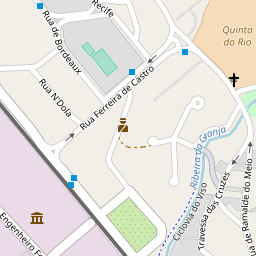 Recife
Rua de Bordeaux
Quinta
do Rio
Rua N'Dola
Rua Ferreira de Castro
Ribeira da Granja
Ciclovia do Viso
Travessa das Cruzes
de Ramalde do Meio
Engenheiro Fe